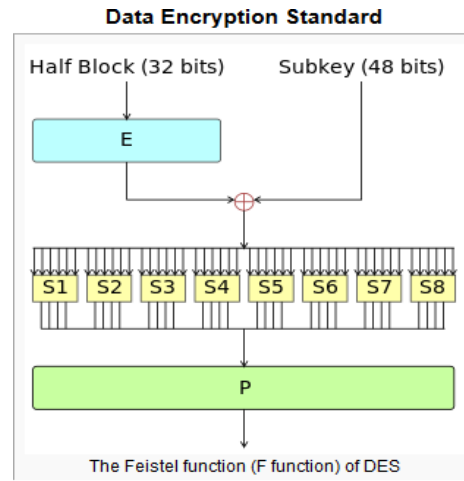 Data Encryption Standard
Half Block (32 bits) Subkey (48 bits)
E
S1 S2 S3 S4 S5 S6 S7 S8
P
The Feistel function (F function) of DES